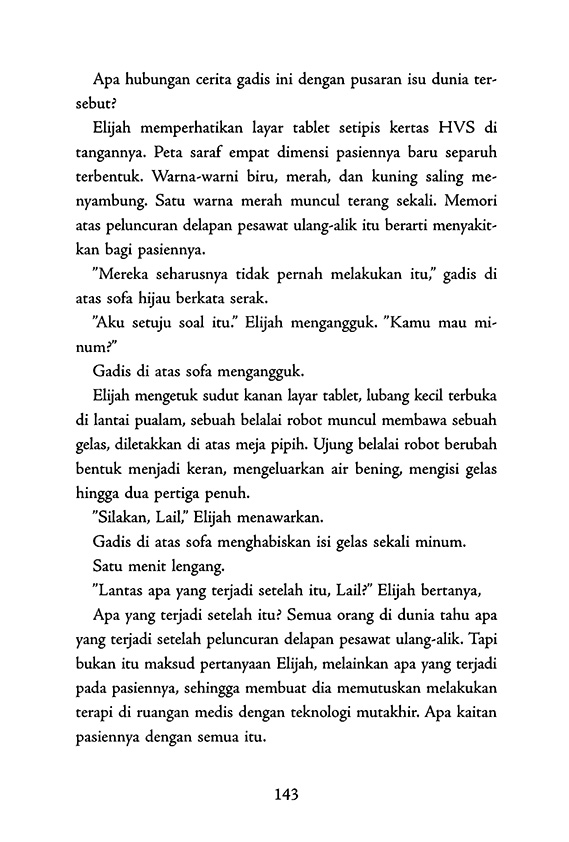 Apa hubungan cerita gadis ini dengan pusaran isu dunia ter-
sebut?
Elijah memperhatikan layar tablet setipis kertas HVS di
tangannya. Peta saraf empat dimensi pasiennya baru separuh
terbentuk. Warna-warni biru, merah, dan kuning saling me-
nyambung. Satu warna merah muncul terang sekali. Memori
atas peluncuran delapan pesawat ulang-alik itu berarti menyakit-
kan bagi pasiennya.
”Mereka seharusnya tidak pernah melakukan itu,” gadis di
atas sofa hijau berkata serak.
”Aku setuju soal itu.” Elijah mengangguk. ”Kamu mau mi-
num?”
Gadis di atas sofa mengangguk.
Elijah mengetuk sudut kanan layar tablet, lubang kecil terbuka
di lantai pualam, sebuah belalai robot muncul membawa sebuah
gelas, diletakkan di atas meja pipih. Ujung belalai robot berubah
bentuk menjadi keran, mengeluarkan air bening, mengisi gelas
hingga dua pertiga penuh.
”Silakan, Lail,” Elijah menawarkan.
Gadis di atas sofa menghabiskan isi gelas sekali minum.
Satu menit lengang.
”Lantas apa yang terjadi setelah itu, Lail?” Elijah bertanya,
Apa yang terjadi setelah itu? Semua orang di dunia tahu apa
yang terjadi setelah peluncuran delapan pesawat ulang-alik. Tapi
bukan itu maksud pertanyaan Elijah, melainkan apa yang terjadi
pada pasiennya, sehingga membuat dia memutuskan melakukan
terapi di ruangan medis dengan teknologi mutakhir. Apa kaitan
pasiennya dengan semua itu.
143